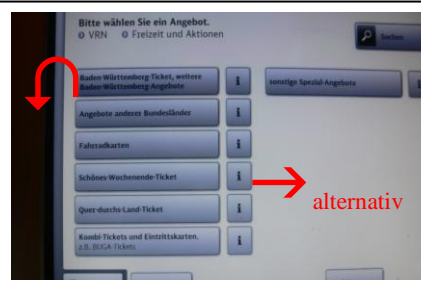 Bitte wählen Sie ein Angebot.
VRN Freizeit und Aktionen
Suchen
Baden-Württemberg-Ticket, weitere
Baden-Württemberg-Angebote
i
sonstige Spezial-Angebote
i
Angebote anderer Bundesländer
i
Fahrradkarten
i
Schönes-Wochenende-Ticket
i
alternativ
Quer-durchs-Land-Ticket
i
Kombi-Tickets und Eintrittskarten,
z.B. BUGA-Tickets
i